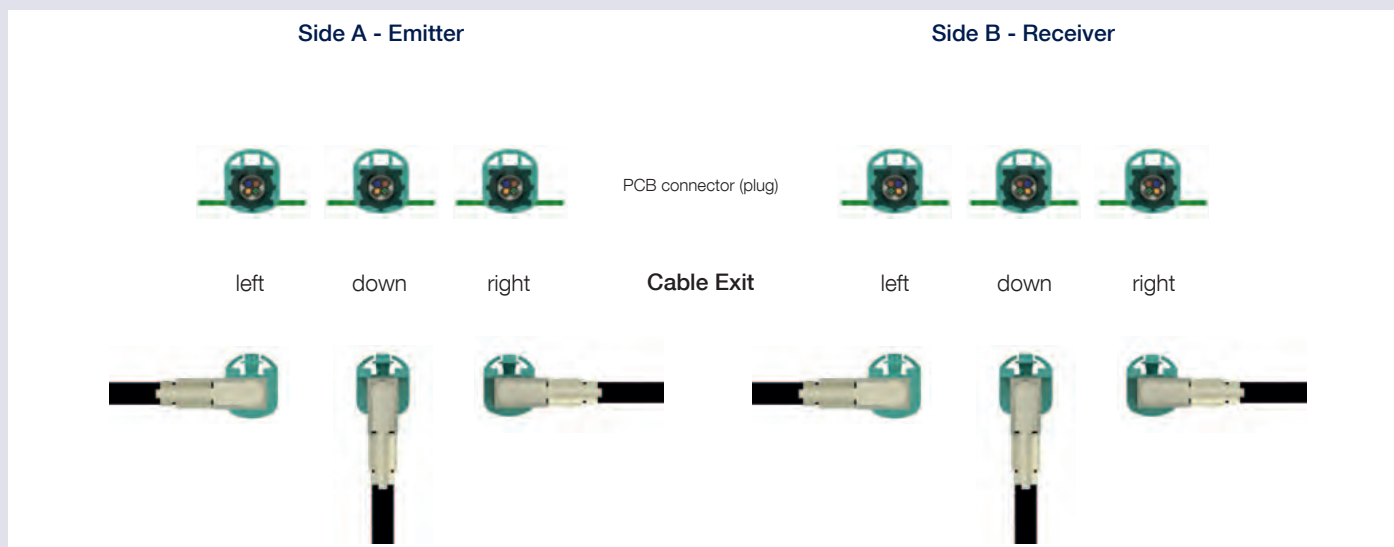 Side A - Emitter
Side B - Receiver
PCB connector (plug)
left down right Cable Exit left down right